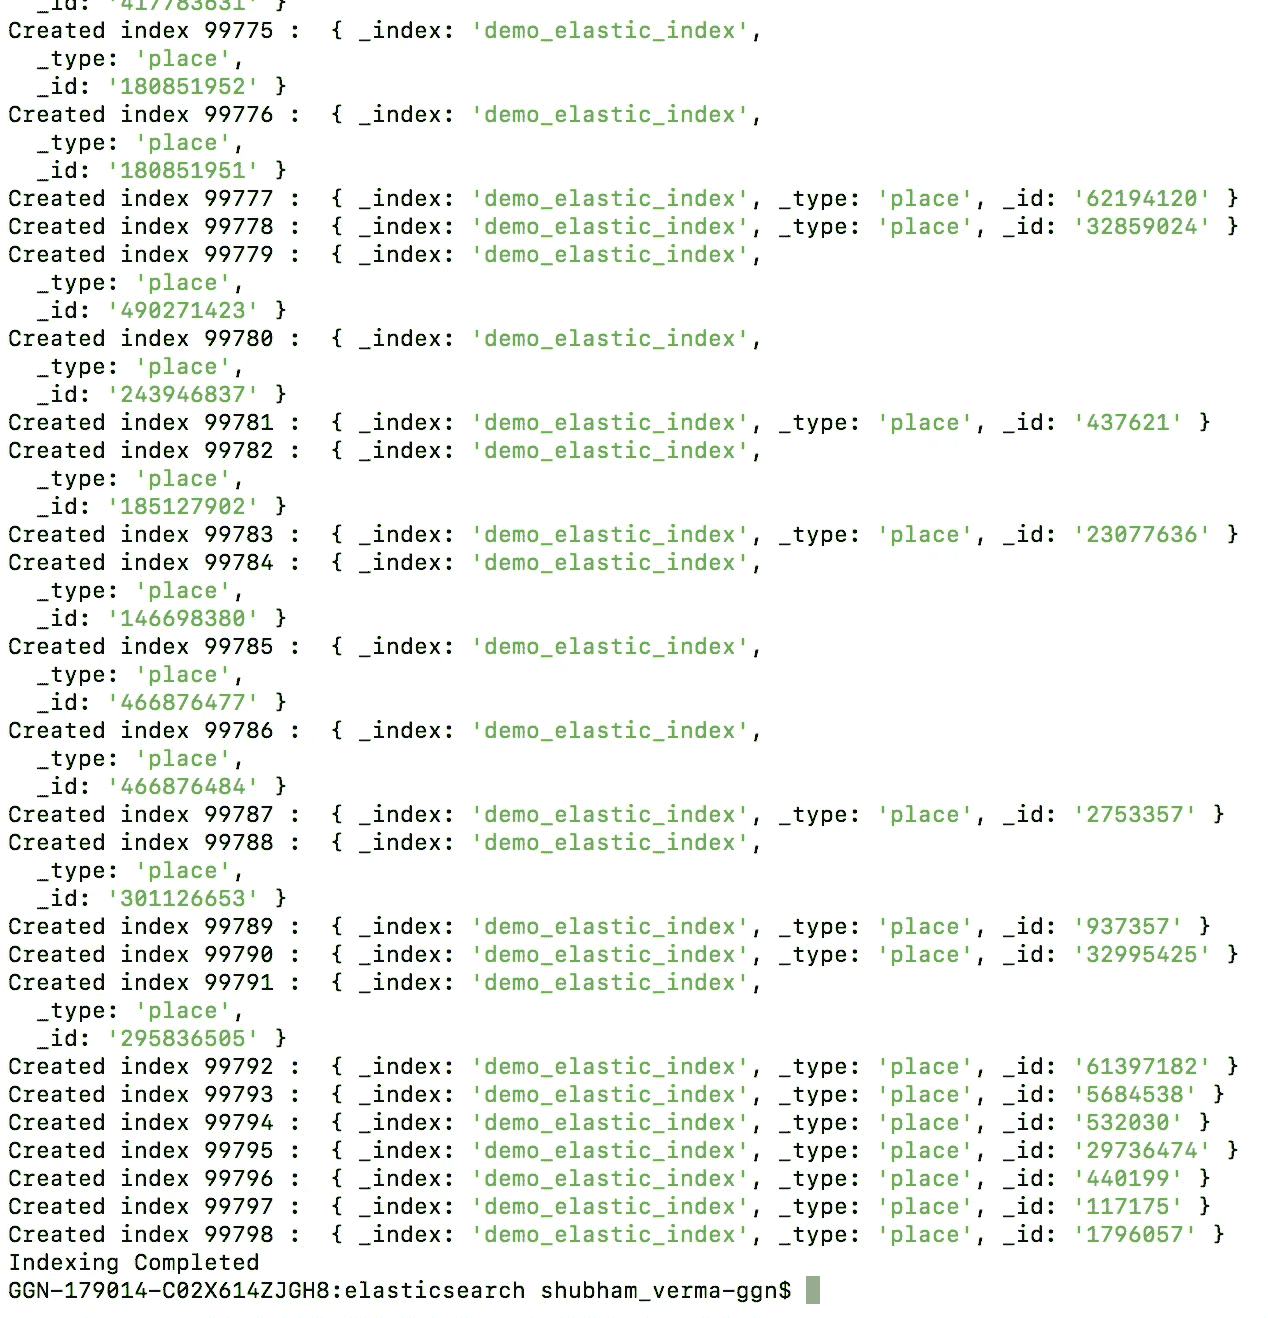 _id: '417783631' }
Created index 99775 :  { _index: 'demo_elastic_index',
  _type: 'place',
  _id: '180851952' }
Created index 99776 :  { _index: 'demo_elastic_index',
  _type: 'place',
  _id: '180851951' }
Created index 99777 :  { _index: 'demo_elastic_index', _type: 'place', _id: '62194120' }
Created index 99778 :  { _index: 'demo_elastic_index', _type: 'place', _id: '32859024' }
Created index 99779 :  { _index: 'demo_elastic_index',
  _type: 'place',
  _id: '490271423' }
Created index 99780 :  { _index: 'demo_elastic_index',
  _type: 'place',
  _id: '243946837' }
Created index 99781 :  { _index: 'demo_elastic_index', _type: 'place', _id: '437621' }
Created index 99782 :  { _index: 'demo_elastic_index',
  _type: 'place',
  _id: '185127902' }
Created index 99783 :  { _index: 'demo_elastic_index', _type: 'place', _id: '23077636' }
Created index 99784 :  { _index: 'demo_elastic_index',
  _type: 'place',
  _id: '146698380' }
Created index 99785 :  { _index: 'demo_elastic_index',
  _type: 'place',
  _id: '466876477' }
Created index 99786 :  { _index: 'demo_elastic_index',
  _type: 'place',
  _id: '466876484' }
Created index 99787 :  { _index: 'demo_elastic_index', _type: 'place', _id: '2753357' }
Created index 99788 :  { _index: 'demo_elastic_index',
  _type: 'place',
  _id: '301126653' }
Created index 99789 :  { _index: 'demo_elastic_index', _type: 'place', _id: '937357' }
Created index 99790 :  { _index: 'demo_elastic_index', _type: 'place', _id: '32995425' }
Created index 99791 :  { _index: 'demo_elastic_index',
  _type: 'place',
  _id: '295836505' }
Created index 99792 :  { _index: 'demo_elastic_index', _type: 'place', _id: '61397182' }
Created index 99793 :  { _index: 'demo_elastic_index', _type: 'place', _id: '5684538' }
Created index 99794 :  { _index: 'demo_elastic_index', _type: 'place', _id: '532030' }
Created index 99795 :  { _index: 'demo_elastic_index', _type: 'place', _id: '29736474' }
Created index 99796 :  { _index: 'demo_elastic_index', _type: 'place', _id: '440199' }
Created index 99797 :  { _index: 'demo_elastic_index', _type: 'place', _id: '117175' }
Created index 99798 :  { _index: 'demo_elastic_index', _type: 'place', _id: '1796057' }
Indexing Completed
GGN-179014-C02X614ZJGH8:elasticsearch shubham_verma-ggn$